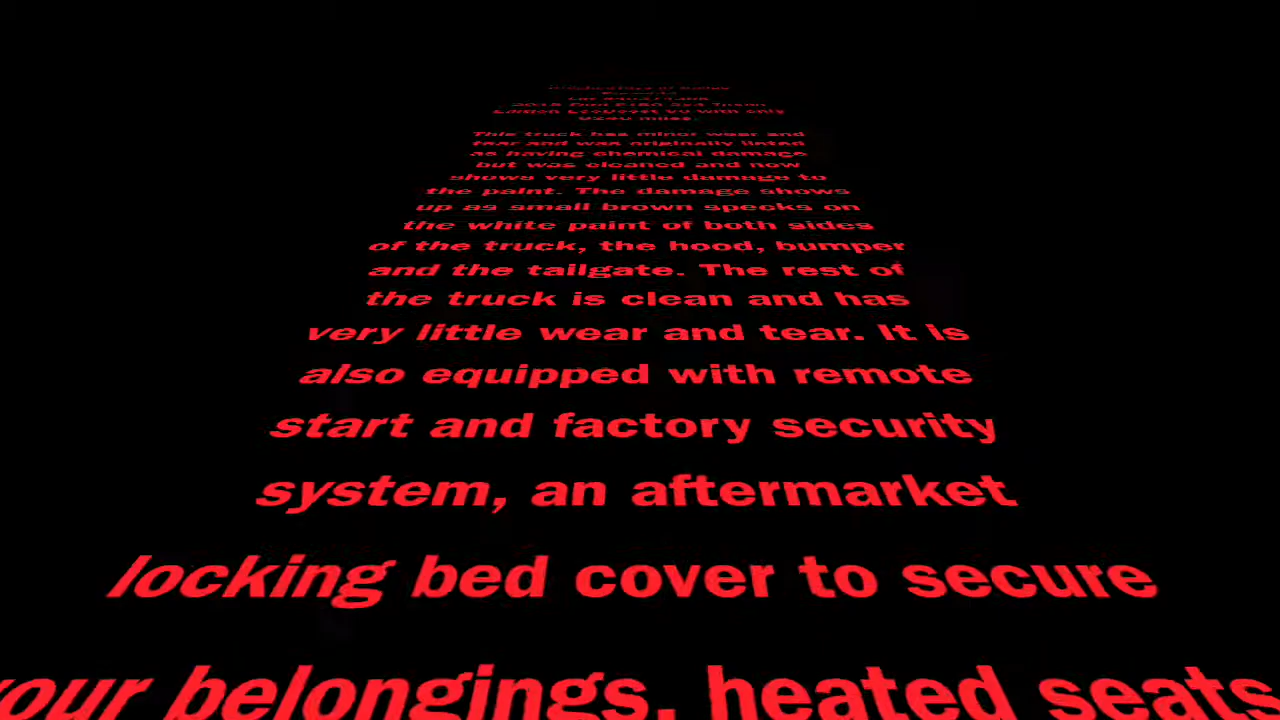 This truck has minor wear and
tear and was originally listed
as having chemical damage
but was cleaned and now
shows very little damage to
the paint. The damage shows
up as small brown specks on
the white paint of both sides
of the truck, the hood, bumper
and the tailgate. The rest of
the truck is clean and has
very little wear and tear. It is
also equipped with remote
start and factory security
system, an aftermarket
locking bed cover to secure
your belongings, heated seats